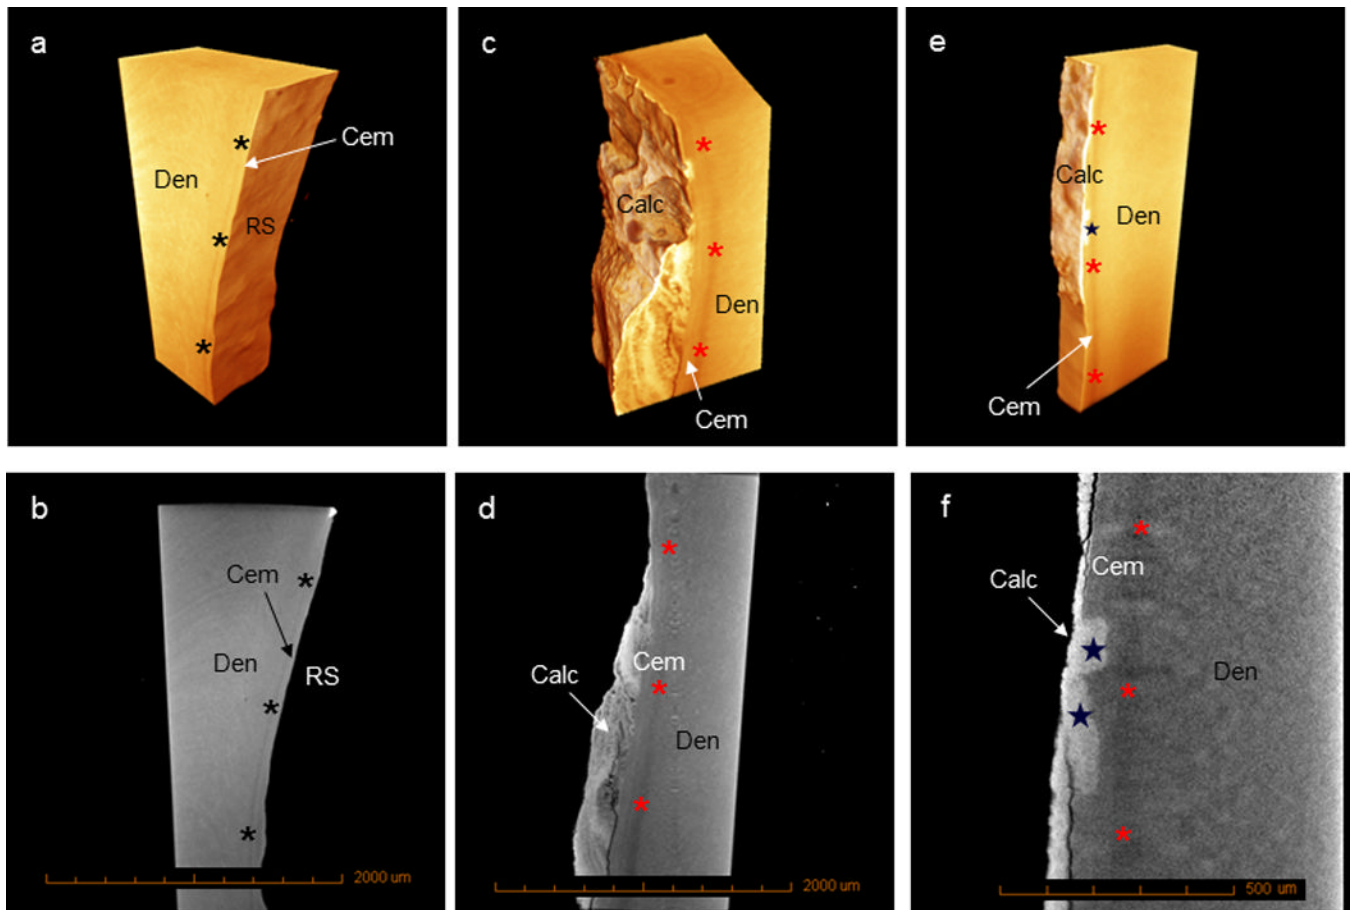 a
Cem
Den
RS
c
Calc
Den
Cem
e
Calc
Den
Cem
b
Cem
Den
RS
2000 um
d
Cem
Calc
Den
2000 um
f
Cem
Calc
Den
500 um